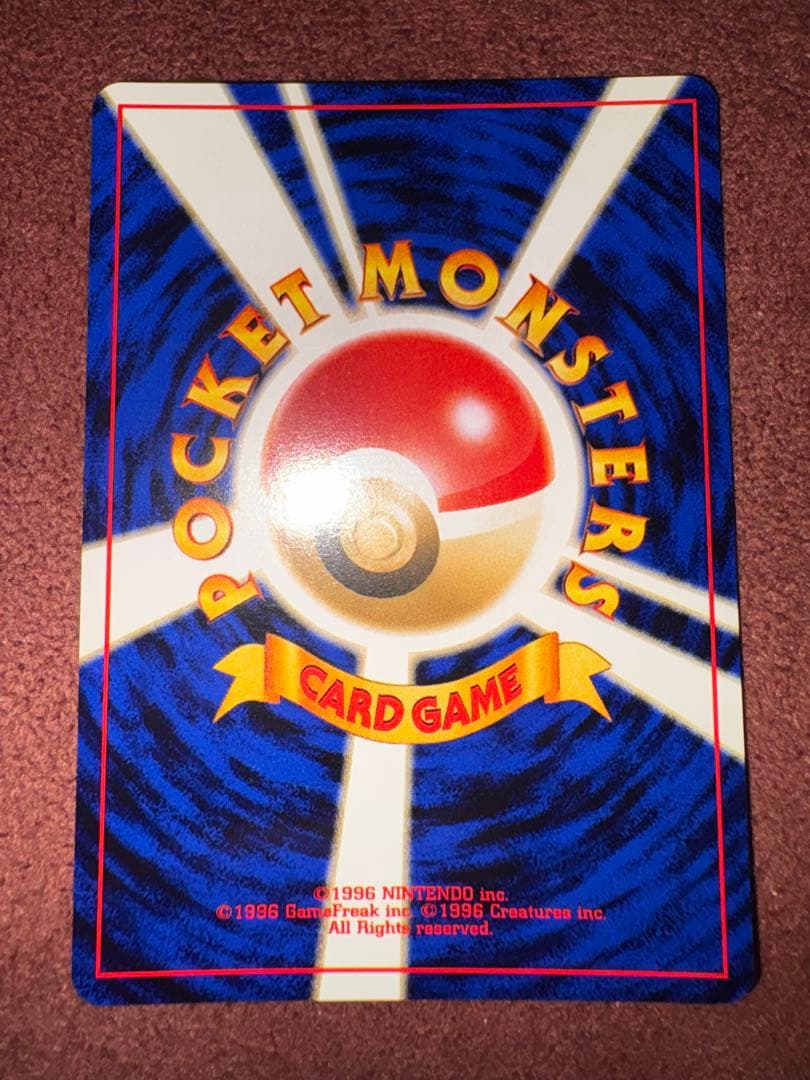 POCKET MONSTERS
CARD GAME
©1996 NINTENDO inc.
©1996 GameFreak inc. ©1996 Creatures inc.
All Rights reserved.